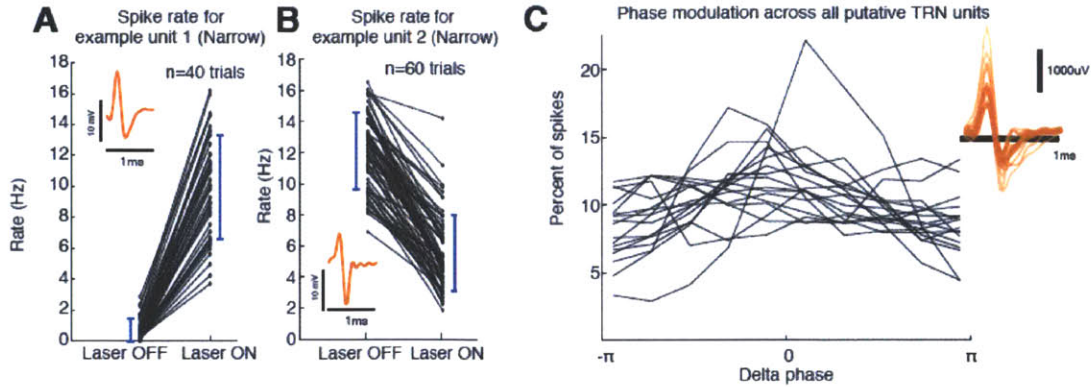 A
Spike rate for
example unit 1 (Narrow)
n=40 trials
18
16
14
12
10
8
6
4
2
0
Rate (Hz)
10 mV
1ms
Laser OFF
Laser ON
B
Spike rate for
example unit 2 (Narrow)
n=60 trials
18
16
14
12
10
8
6
4
2
0
Rate (Hz)
10 mV
1ms
Laser OFF
Laser ON
C
Phase modulation across all putative TRN units
20
15
10
5
Percent of spikes
1000uV
1ms
-π
0
π
Delta phase